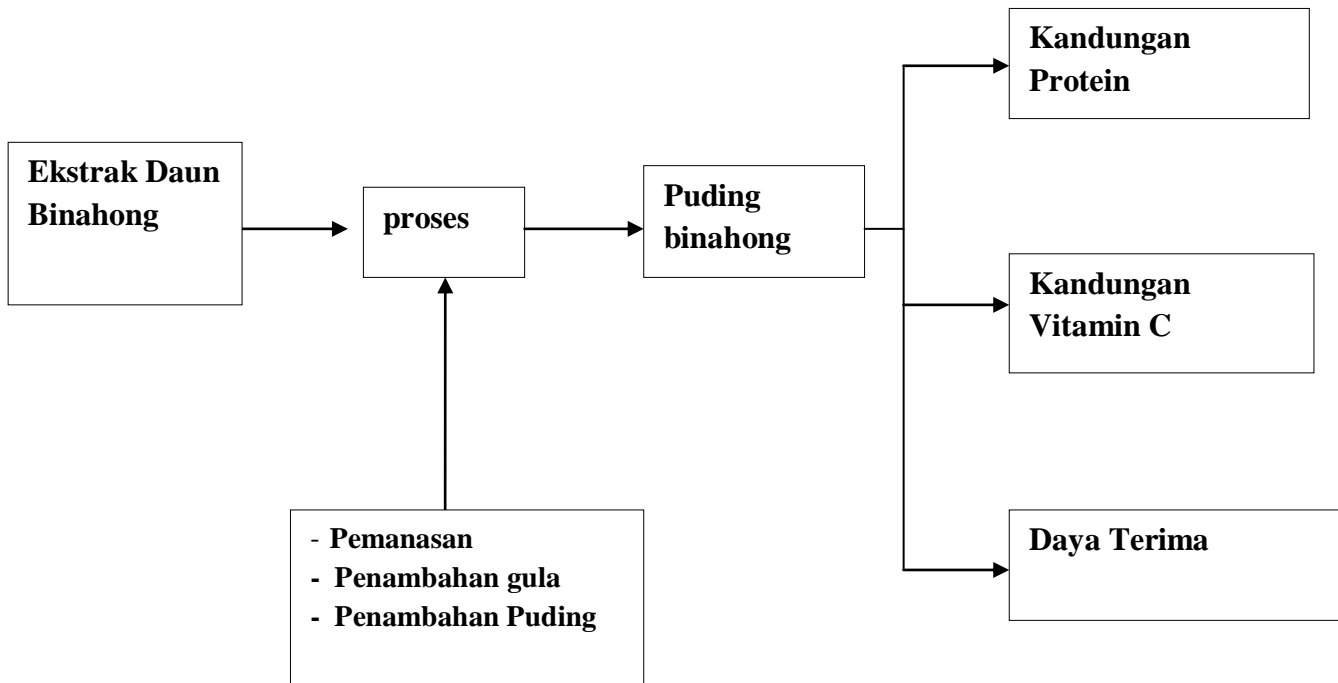 Ekstrak Daun
Binahong
proses
- Pemanasan
- Penambahan gula
- Penambahan Puding
Puding
binahong
Kandungan
Protein
Kandungan
Vitamin C
Daya Terima